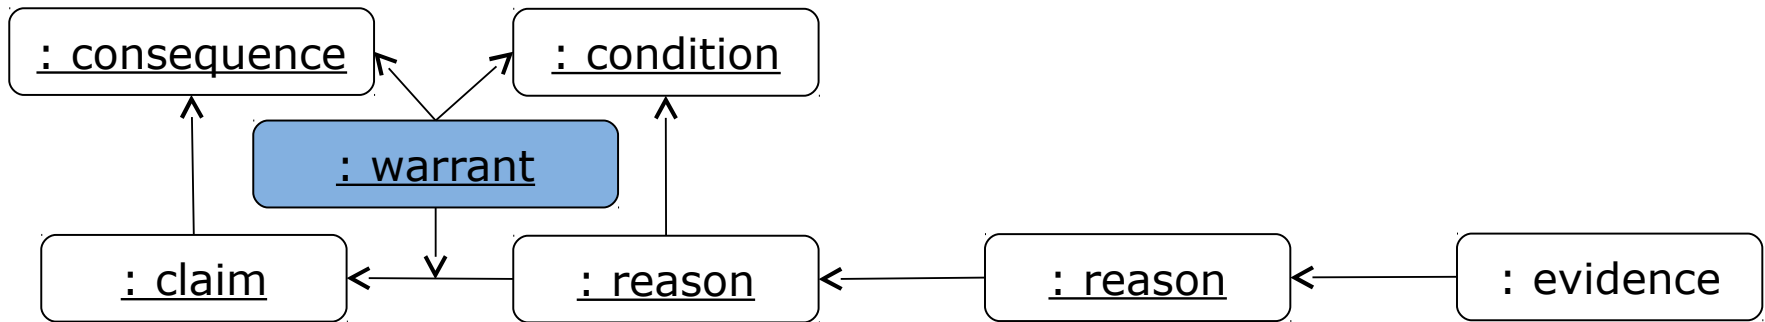 : consequence
: condition
: warrant
: claim
: reason
: reason
: evidence